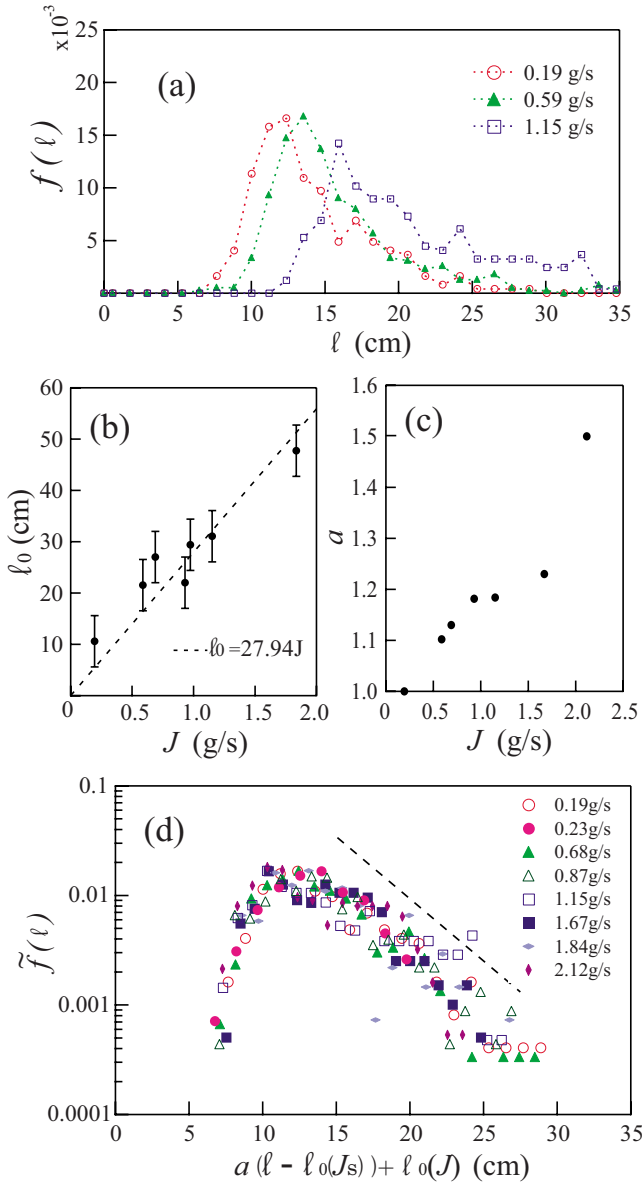 x10⁻³
25
20
15
10
5
0
f(ℓ)
(a)
0.19 g/s
0.59 g/s
1.15 g/s
0 5 10 15 20 25 30 35
ℓ (cm)
60
50
40
30
20
10
ℓ₀ (cm)
(b)
ℓ₀ =27.94J
0 0.5 1.0 1.5 2.0
J (g/s)
1.6
1.5
1.4
1.3
1.2
1.1
1.0
a
(c)
0 0.5 1.0 1.5 2.0 2.5
J (g/s)
0.1
0.01
0.001
0.0001
f̃(ℓ)
(d)
0.19g/s
0.23g/s
0.68g/s
0.87g/s
1.15g/s
1.67g/s
1.84g/s
2.12g/s
0 5 10 15 20 25 30 35
a(ℓ - ℓ₀(Js)) + ℓ₀(J) (cm)